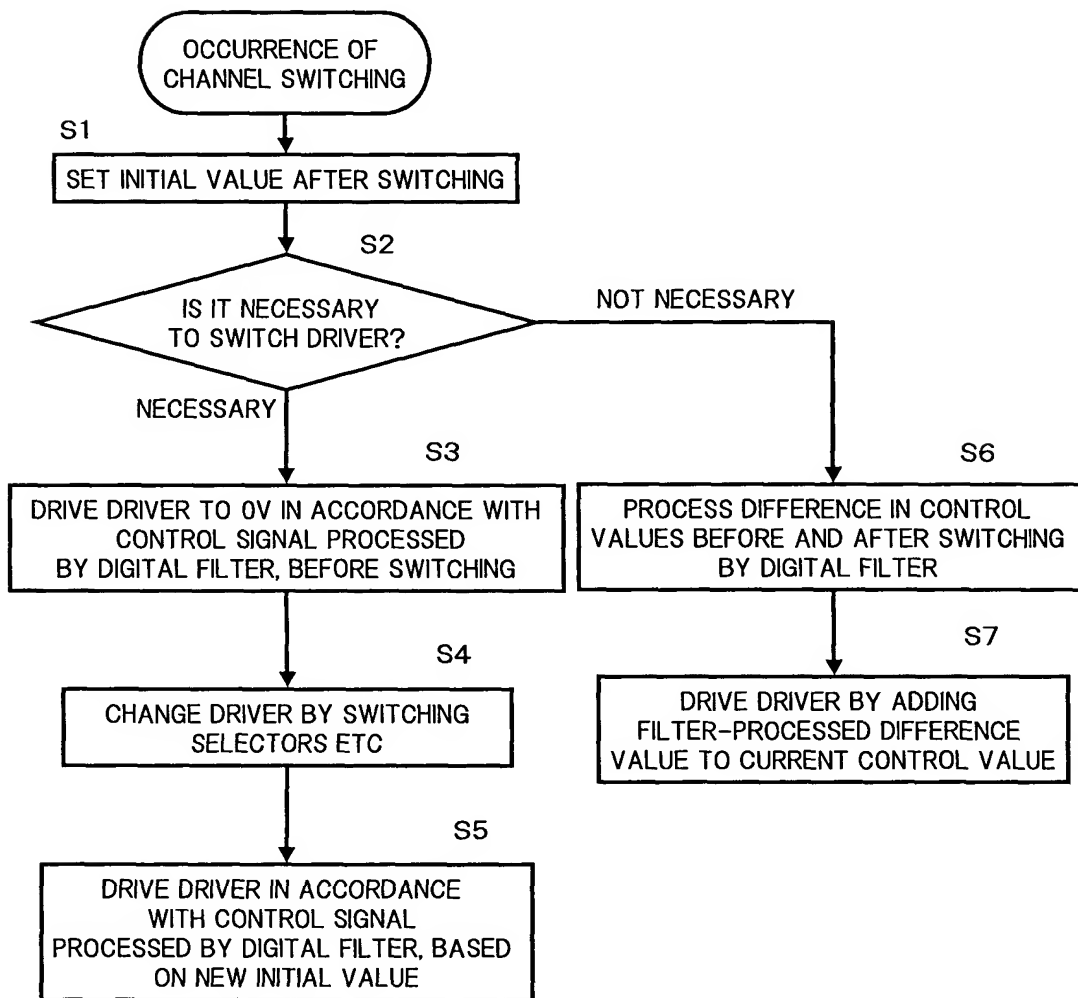 OCCURRENCE OF
CHANNEL SWITCHING
S1
SET INITIAL VALUE AFTER SWITCHING
S2
IS IT NECESSARY
TO SWITCH DRIVER?
NOT NECESSARY
NECESSARY
S3
DRIVE DRIVER TO 0V IN ACCORDANCE WITH
CONTROL SIGNAL PROCESSED
BY DIGITAL FILTER, BEFORE SWITCHING
S4
CHANGE DRIVER BY SWITCHING
SELECTORS ETC
S5
DRIVE DRIVER IN ACCORDANCE
WITH CONTROL SIGNAL
PROCESSED BY DIGITAL FILTER, BASED
ON NEW INITIAL VALUE
S6
PROCESS DIFFERENCE IN CONTROL
VALUES BEFORE AND AFTER SWITCHING
BY DIGITAL FILTER
S7
DRIVE DRIVER BY ADDING
FILTER-PROCESSED DIFFERENCE
VALUE TO CURRENT CONTROL VALUE